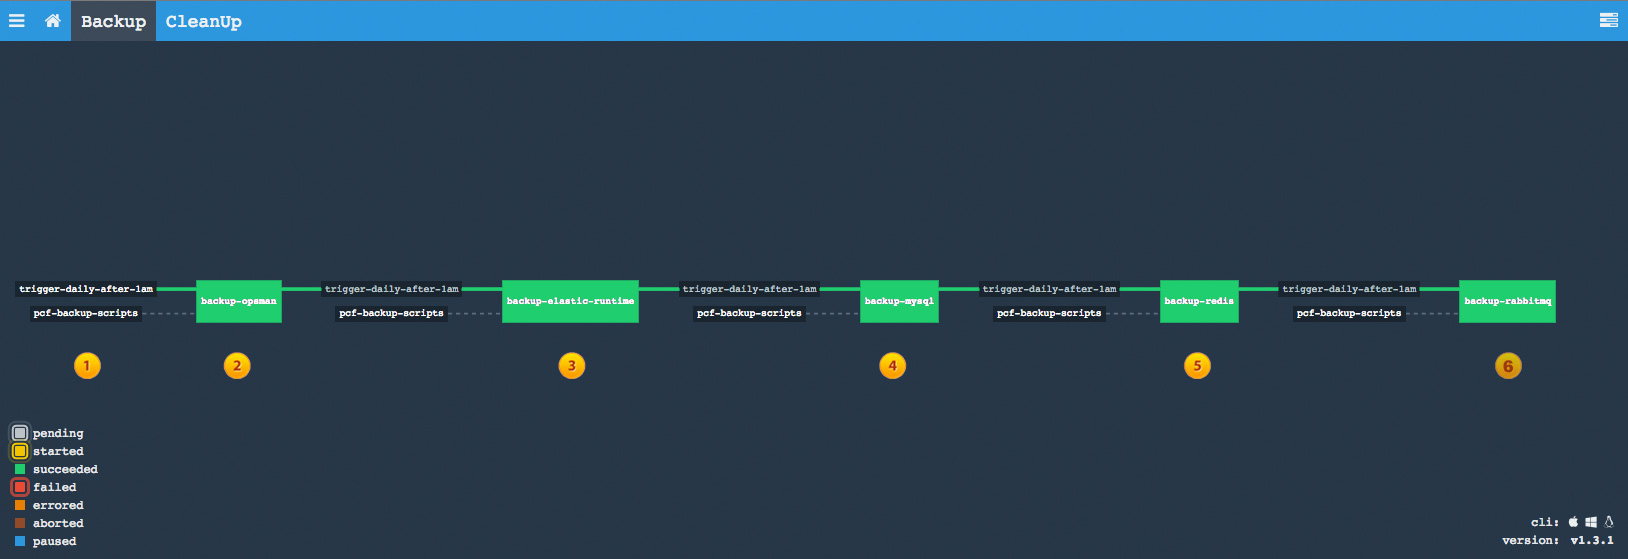 Backup CleanUp
trigger-daily-after-1am backup-opsman trigger-daily-after-1am backup-elastic-runtime trigger-daily-after-1am backup-mysql trigger-daily-after-1am backup-redis trigger-daily-after-1am backup-rabbitmq
pcf-backup-scripts pcf-backup-scripts pcf-backup-scripts pcf-backup-scripts pcf-backup-scripts
1 2 3 4 5 6
pending
started
succeeded
failed
errored
aborted
paused
cli:
version: v1.3.1